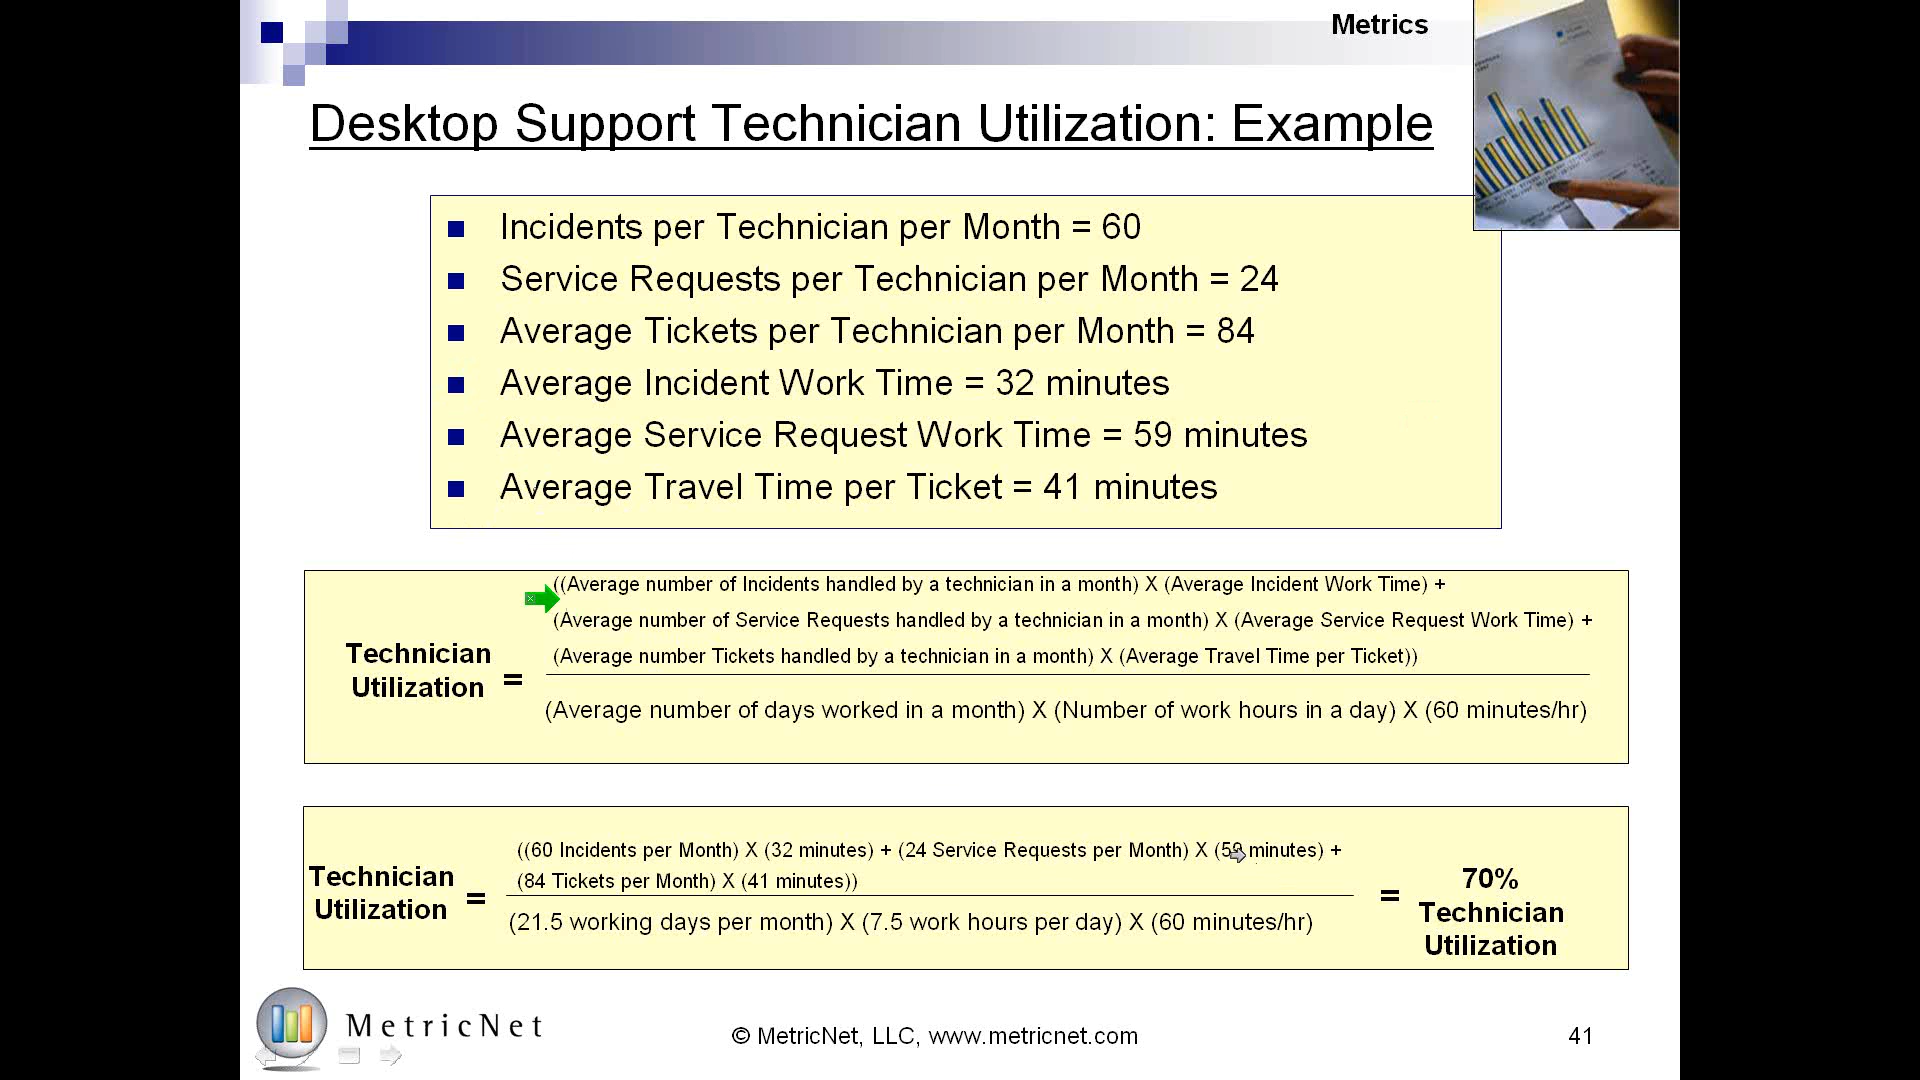 Metrics
Desktop Support Technician Utilization: Example
Incidents per Technician per Month = 60
Service Requests per Technician per Month = 24
Average Tickets per Technician per Month = 84
Average Incident Work Time = 32 minutes
Average Service Request Work Time = 59 minutes
Average Travel Time per Ticket = 41 minutes
Technician
Utilization
=
((Average number of Incidents handled by a technician in a month) X (Average Incident Work Time) +
(Average number of Service Requests handled by a technician in a month) X (Average Service Request Work Time) +
(Average number Tickets handled by a technician in a month) X (Average Travel Time per Ticket))
(Average number of days worked in a month) X (Number of work hours in a day) X (60 minutes/hr)
Technician
Utilization
=
((60 Incidents per Month) X (32 minutes) + (24 Service Requests per Month) X (59 minutes) +
(84 Tickets per Month) X (41 minutes))
(21.5 working days per month) X (7.5 work hours per day) X (60 minutes/hr)
=
70%
Technician
Utilization
MetricNet
© MetricNet, LLC, www.metricnet.com
41